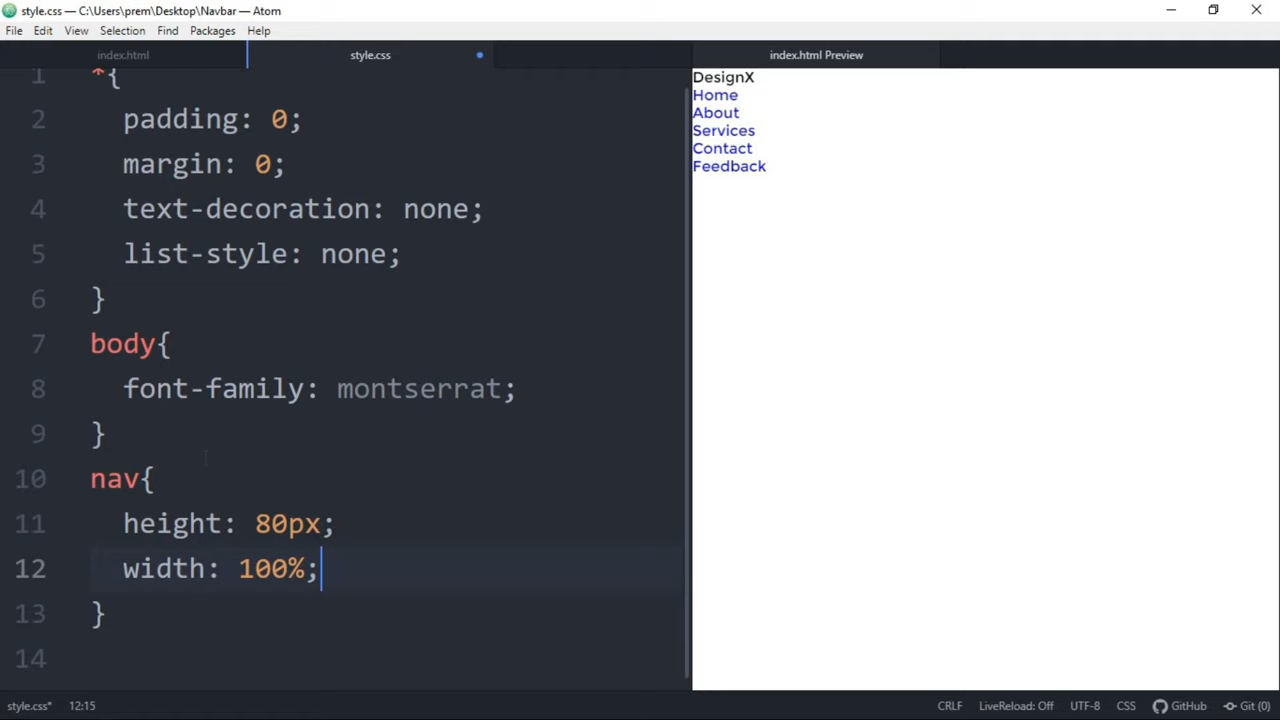 style.css — C:\Users\prem\Desktop\Navbar — Atom
File Edit View Selection Find Packages Help
index.html style.css index.html Preview
1 *{
2 padding: 0;
3 margin: 0;
4 text-decoration: none;
5 list-style: none;
6 }
7 body{
8 font-family: montserrat;
9 }
10 nav{
11 height: 80px;
12 width: 100%;
13 }
14
DesignX
Home
About
Services
Contact
Feedback
style.css* 12:15 CRLF LiveReload: Off UTF-8 CSS GitHub Git (0)